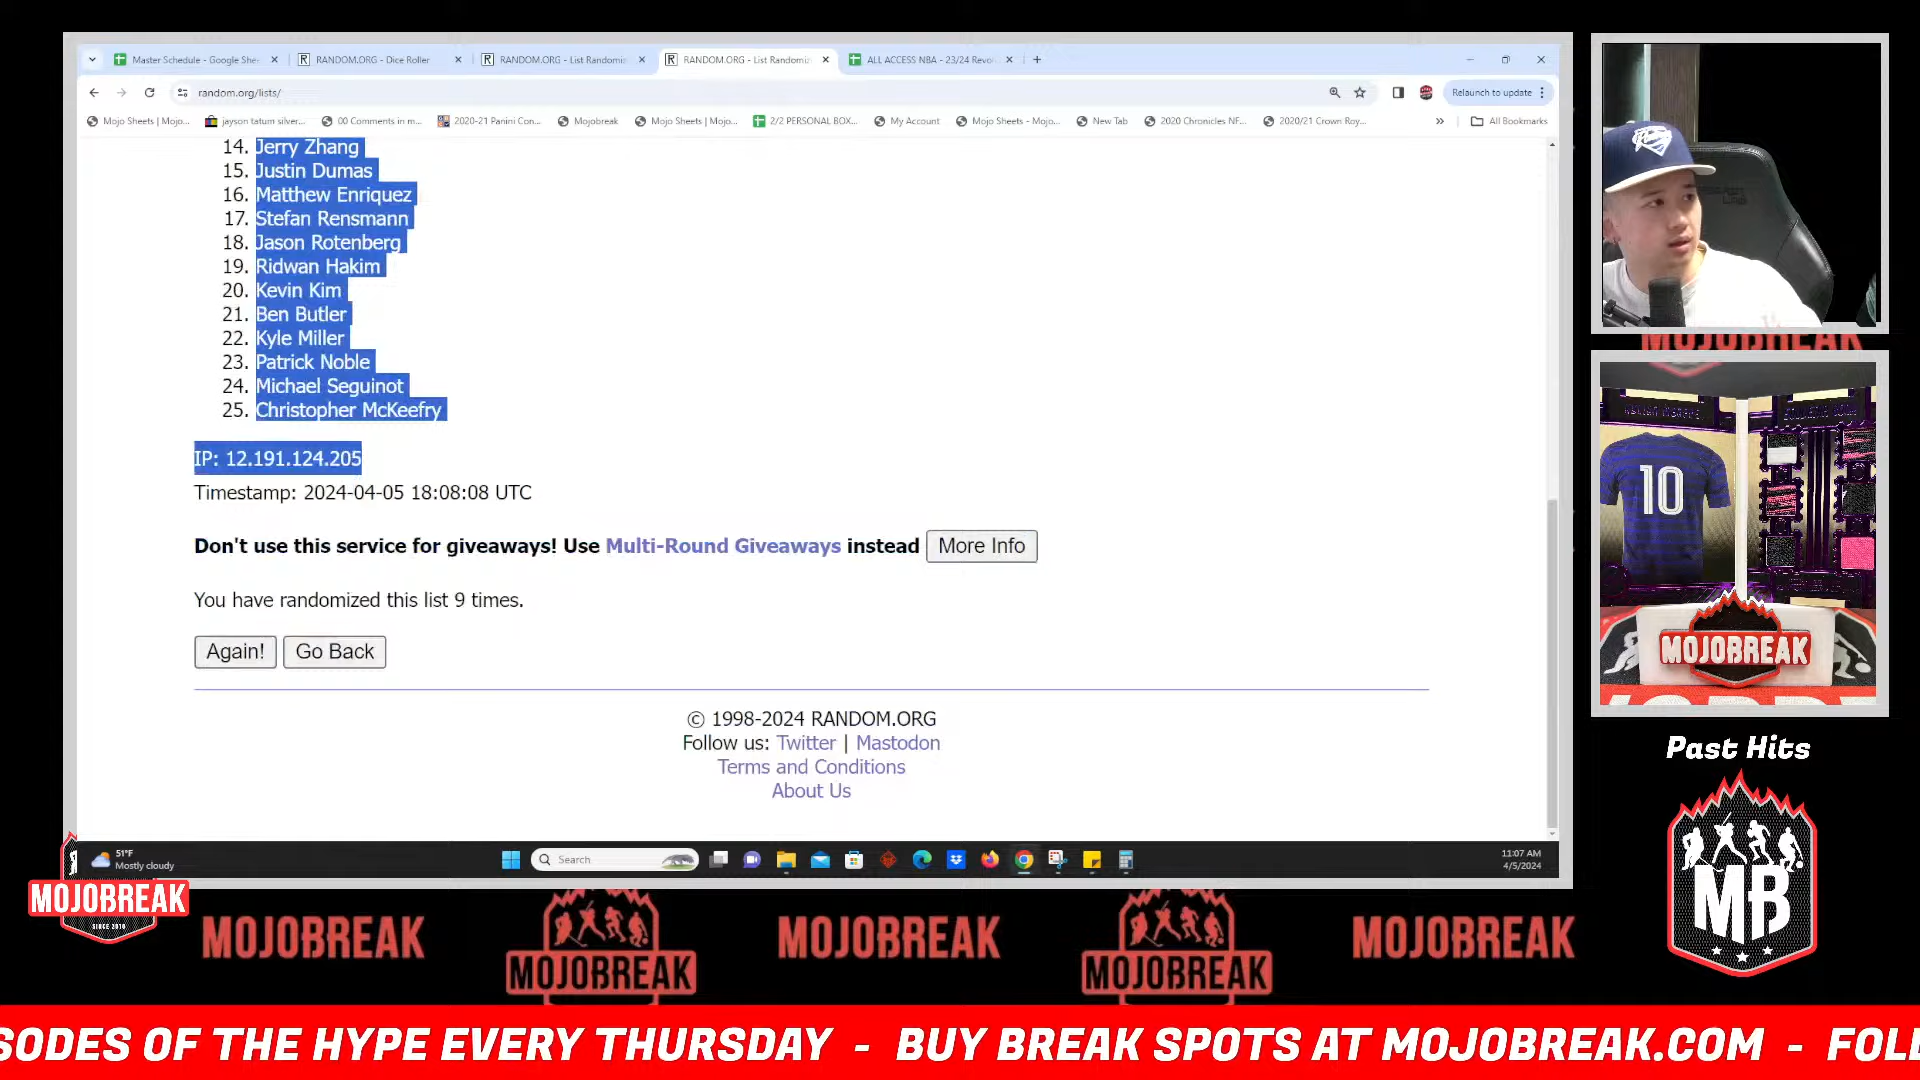 Master Schedule - Google She
RANDOM.ORG - Dice Roller
RANDOM.ORG - List Randomiz
RANDOM.ORG - List Randomiz
ALL ACCESS NBA - 23/24 Revo
random.org/lists/
Relaunch to update
Mojo Sheets | Mojo...
jayson tatum silver...
00 Comments in m...
2020-21 Panini Con...
Mojobreak
Mojo Sheets | Mojo...
2/2 PERSONAL BOX...
My Account
Mojo Sheets - Mojo...
New Tab
2020 Chronicles NF...
2020/21 Crown Roy...
»
All Bookmarks
14. Jerry Zhang
15. Justin Dumas
16. Matthew Enriquez
17. Stefan Rensmann
18. Jason Rotenberg
19. Ridwan Hakim
20. Kevin Kim
21. Ben Butler
22. Kyle Miller
23. Patrick Noble
24. Michael Seguinot
25. Christopher McKeefry
IP: 12.191.124.205
Timestamp: 2024-04-05 18:08:08 UTC
Don't use this service for giveaways! Use Multi-Round Giveaways instead More Info
You have randomized this list 9 times.
Again! Go Back
© 1998-2024 RANDOM.ORG
Follow us: Twitter | Mastodon
Terms and Conditions
About Us
51°F
Mostly cloudy
Search
11:07 AM
4/5/2024
MOJOBREAK
10
MOJOBREAK
Past Hits
MB
MOJOBREAK
SINCE 2010
MOJOBREAK
MOJOBREAK
MOJOBREAK
MOJOBREAK
MOJOBREAK
SODES OF THE HYPE EVERY THURSDAY - BUY BREAK SPOTS AT MOJOBREAK.COM - FOLL